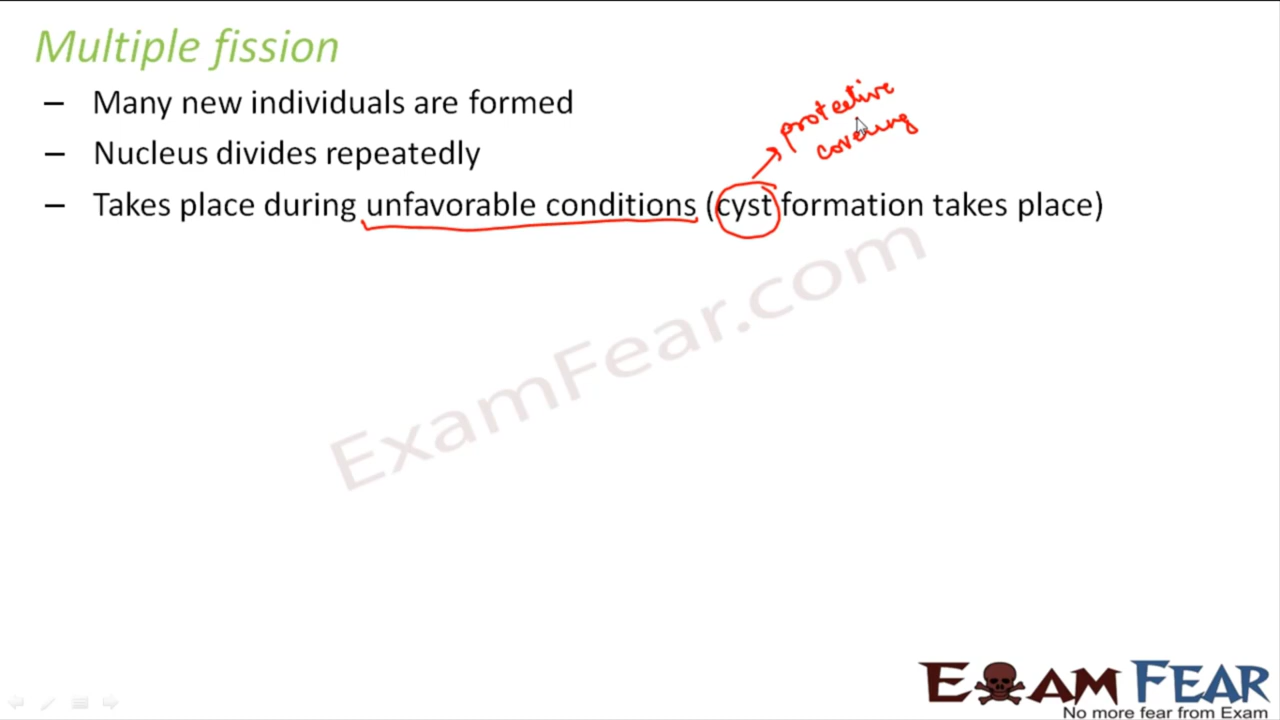 Multiple fission
– Many new individuals are formed
protective
covering
– Nucleus divides repeatedly
– Takes place during unfavorable conditions (cyst formation takes place)
ExamFear.com
EXAM FEAR
No more fear from Exam